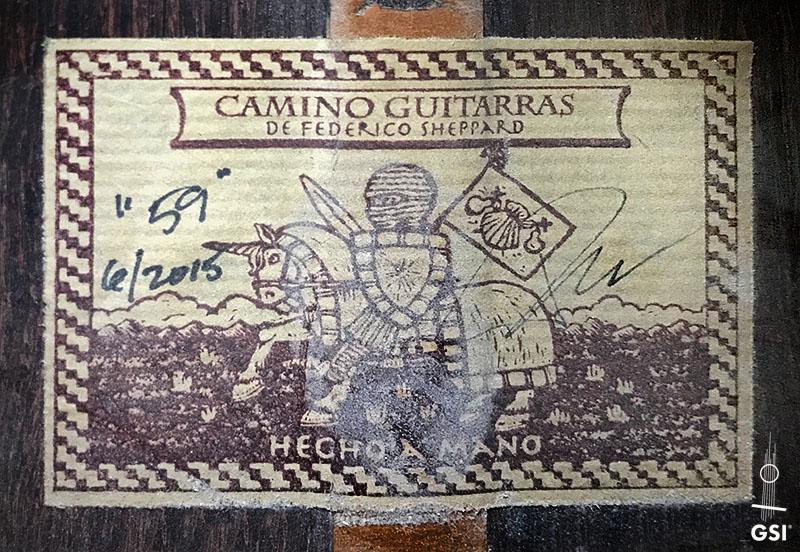 CAMINO GUITARRAS
DE FEDERICO SHEPPARD
"59"
6/2015
HECHO A MANO
GSI